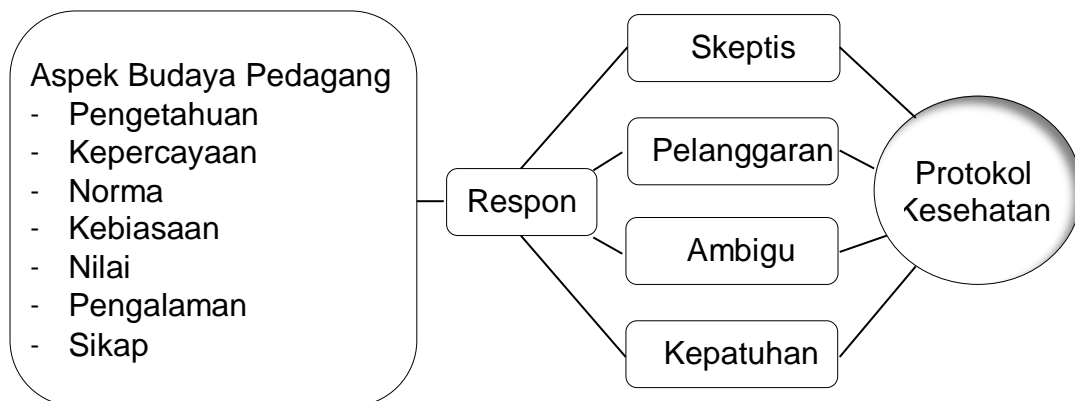 Aspek Budaya Pedagang
- Pengetahuan
- Kepercayaan
- Norma
- Kebiasaan
- Nilai
- Pengalaman
- Sikap
Respon
Skeptis
Pelanggaran
Ambigu
Kepatuhan
Protokol
Kesehatan